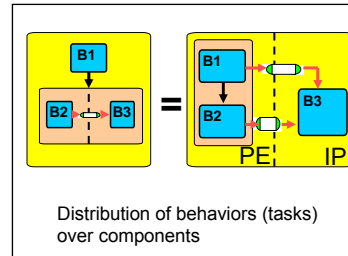 B1
B2
B3
=
B1
B2
B3
PE
IP
Distribution of behaviors (tasks)
over components